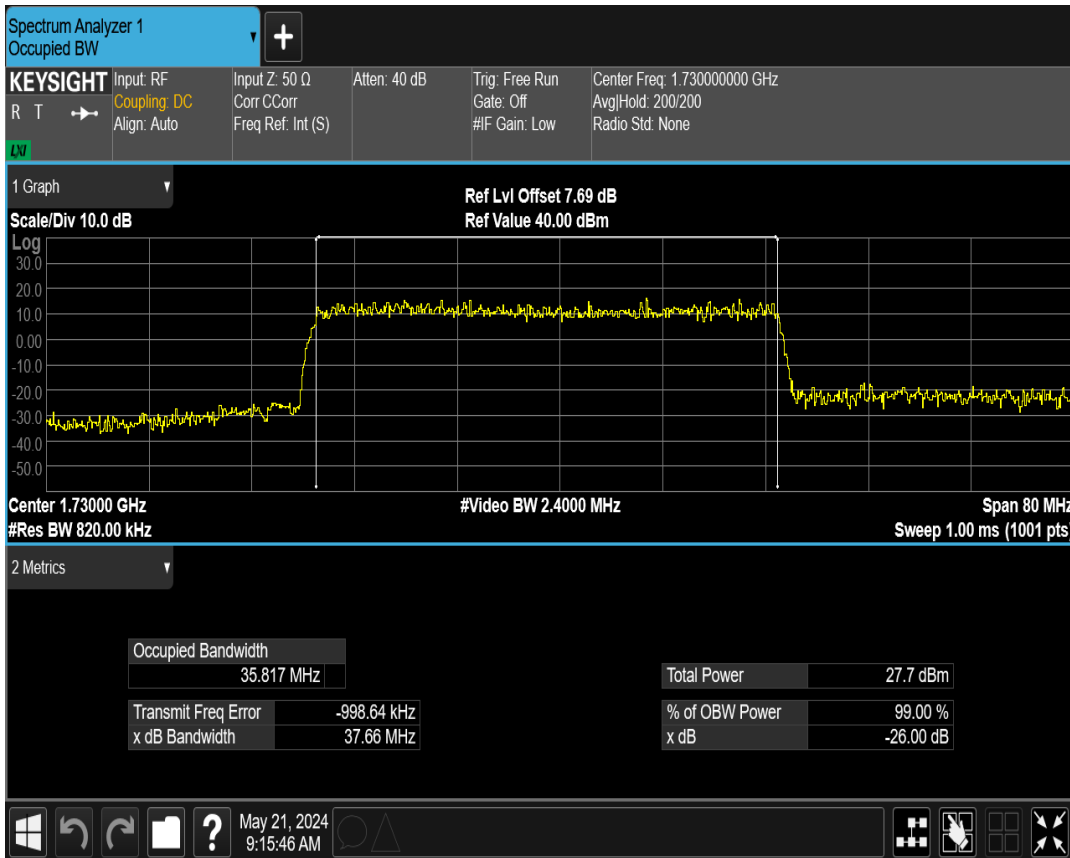 Spectrum Analyzer 1
Occupied BW
+
KEYSIGHT
R T
LXI
Input: RF
Coupling: DC
Align: Auto
Input Z: 50 Ω
Corr CCorr
Freq Ref: Int (S)
Atten: 40 dB
Trig: Free Run
Gate: Off
#IF Gain: Low
Center Freq: 1.730000000 GHz
Avg|Hold: 200/200
Radio Std: None
1 Graph
Scale/Div 10.0 dB
Ref Lvl Offset 7.69 dB
Ref Value 40.00 dBm
Log
30.0
20.0
10.0
0.00
-10.0
-20.0
-30.0
-40.0
-50.0
Center 1.73000 GHz
#Video BW 2.4000 MHz
Span 80 MHz
#Res BW 820.00 kHz
Sweep 1.00 ms (1001 pts)
2 Metrics
Occupied Bandwidth
35.817 MHz
Total Power 27.7 dBm
Transmit Freq Error -998.64 kHz
% of OBW Power 99.00 %
x dB Bandwidth 37.66 MHz
x dB -26.00 dB
?
May 21, 2024
9:15:46 AM